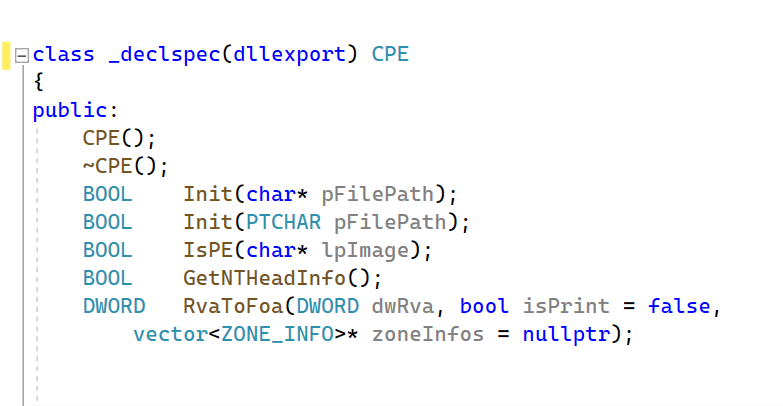 class _declspec(dllexport) CPE
{
public:
    CPE();
    ~CPE();
    BOOL    Init(char* pFilePath);
    BOOL    Init(PTCHAR pFilePath);
    BOOL    IsPE(char* lpImage);
    BOOL    GetNTHeadInfo();
    DWORD   RvaToFoa(DWORD dwRva, bool isPrint = false,
        vector<ZONE_INFO>* zoneInfos = nullptr);